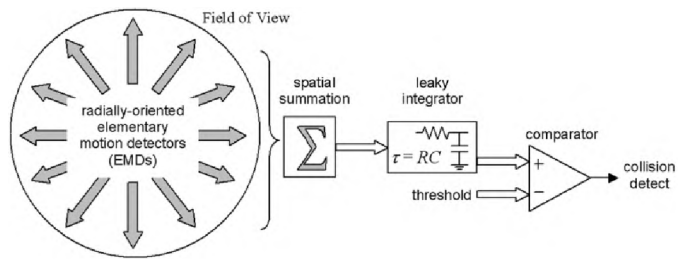 Field of View
radially-oriented
elementary
motion detectors
(EMDs)
spatial
summation
Σ
leaky
integrator
τ = RC
comparator
+
−
threshold
collision
detect